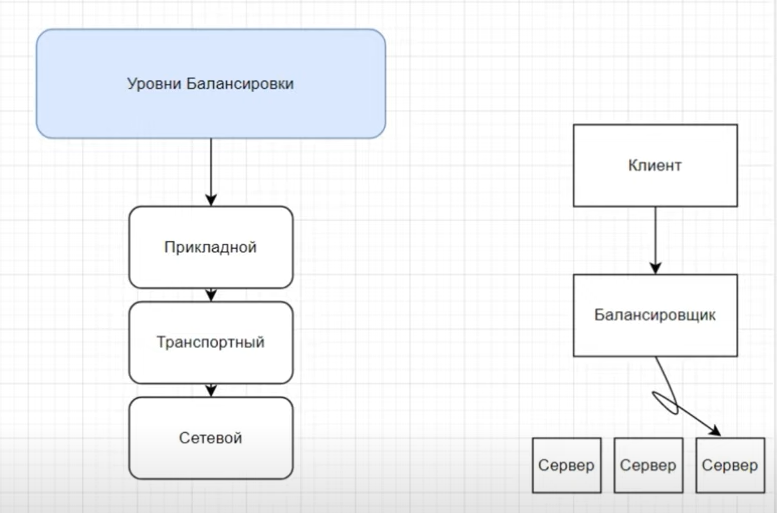 Уровни Балансировки
Прикладной
Транспортный
Сетевой
Клиент
Балансировщик
Сервер
Сервер
Сервер